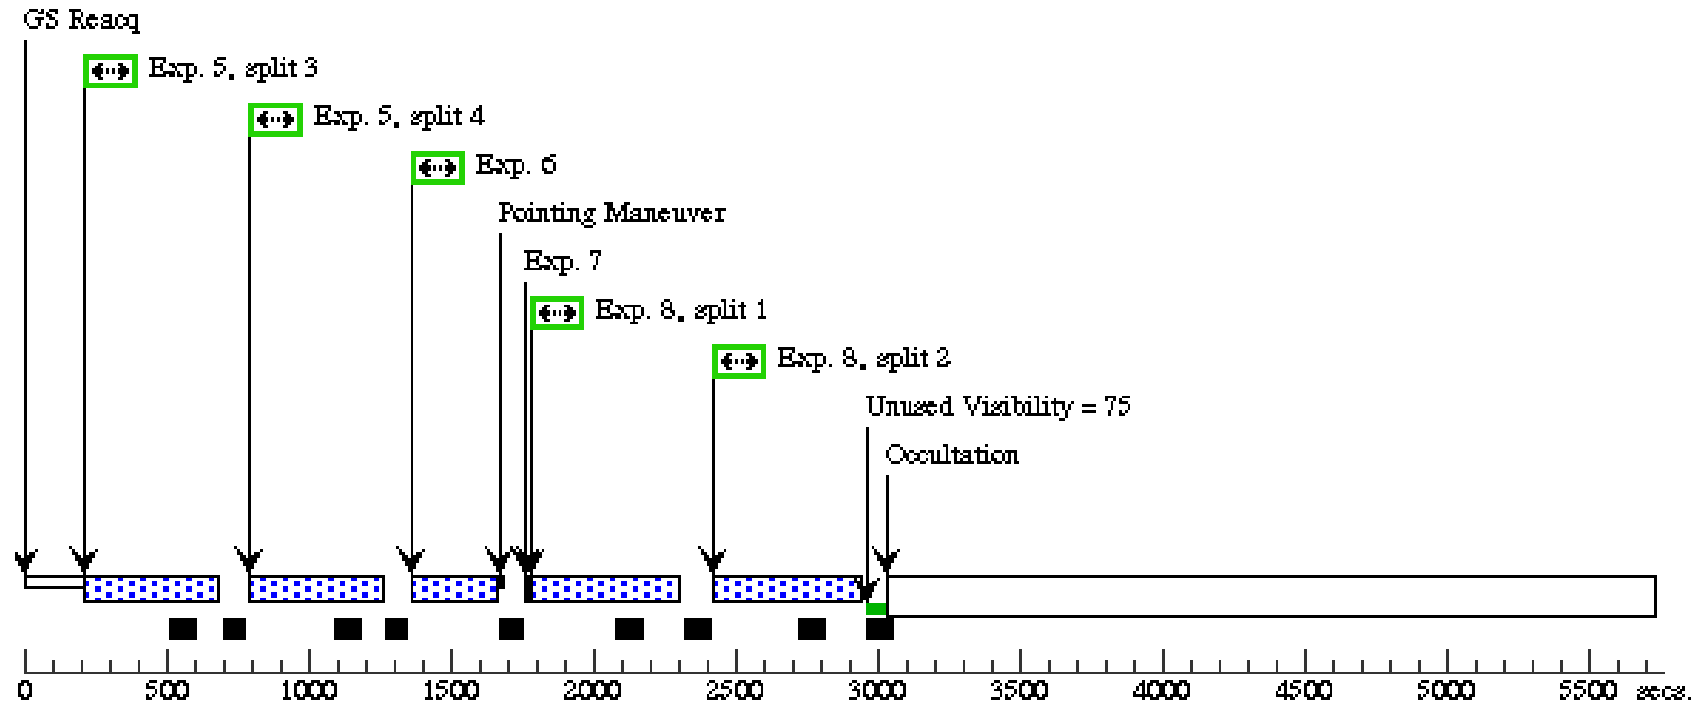 GS Reacq
Exp. 5, split 3
Exp. 5, split 4
Exp. 6
Pointing Maneuver
Exp. 7
Exp. 8, split 1
Exp. 8, split 2
Unused Visibility = 75
Occultation
0 500 1000 1500 2000 2500 3000 3500 4000 4500 5000 5500 secs.